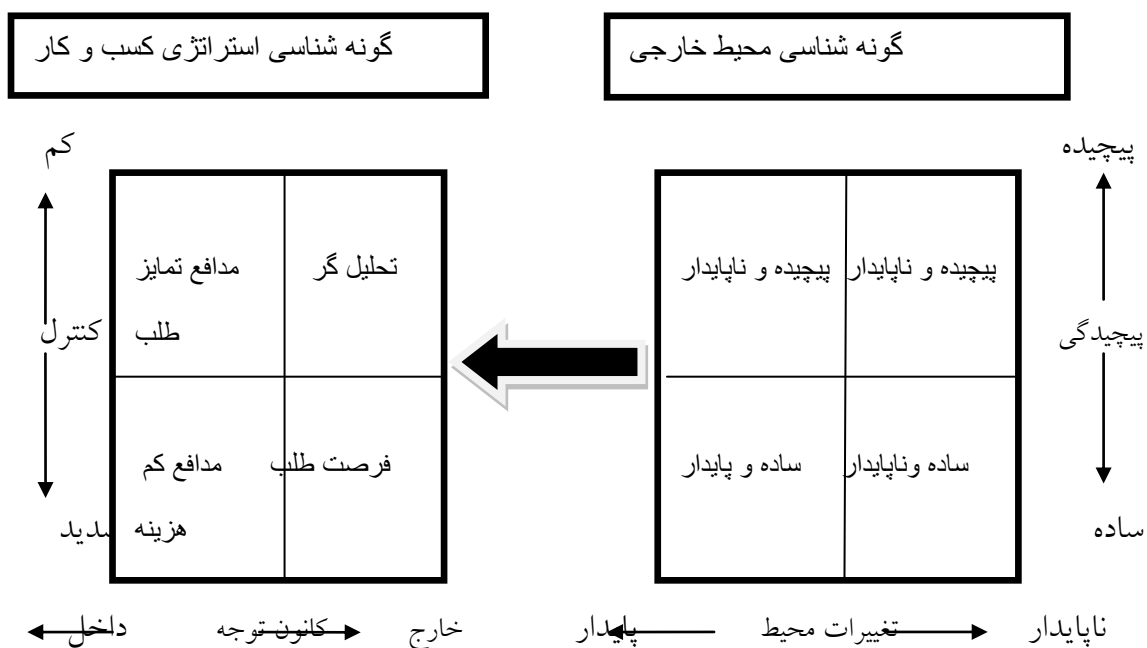 گونه شناسی محیط خارجی
گونه شناسی استراتژی کسب و کار
پیچیده
کم
پیچیده و ناپایدار
پیچیده و ناپایدار
تحلیل گر
مدافع تمایز
طلب
پیچیدگی
کنترل
ساده وناپایدار
ساده و پایدار
فرصت طلب
مدافع کم
هزینه
ساده
ناپایدار
تغییرات محیط
پایدار
خارج
کانون توجه
داخل